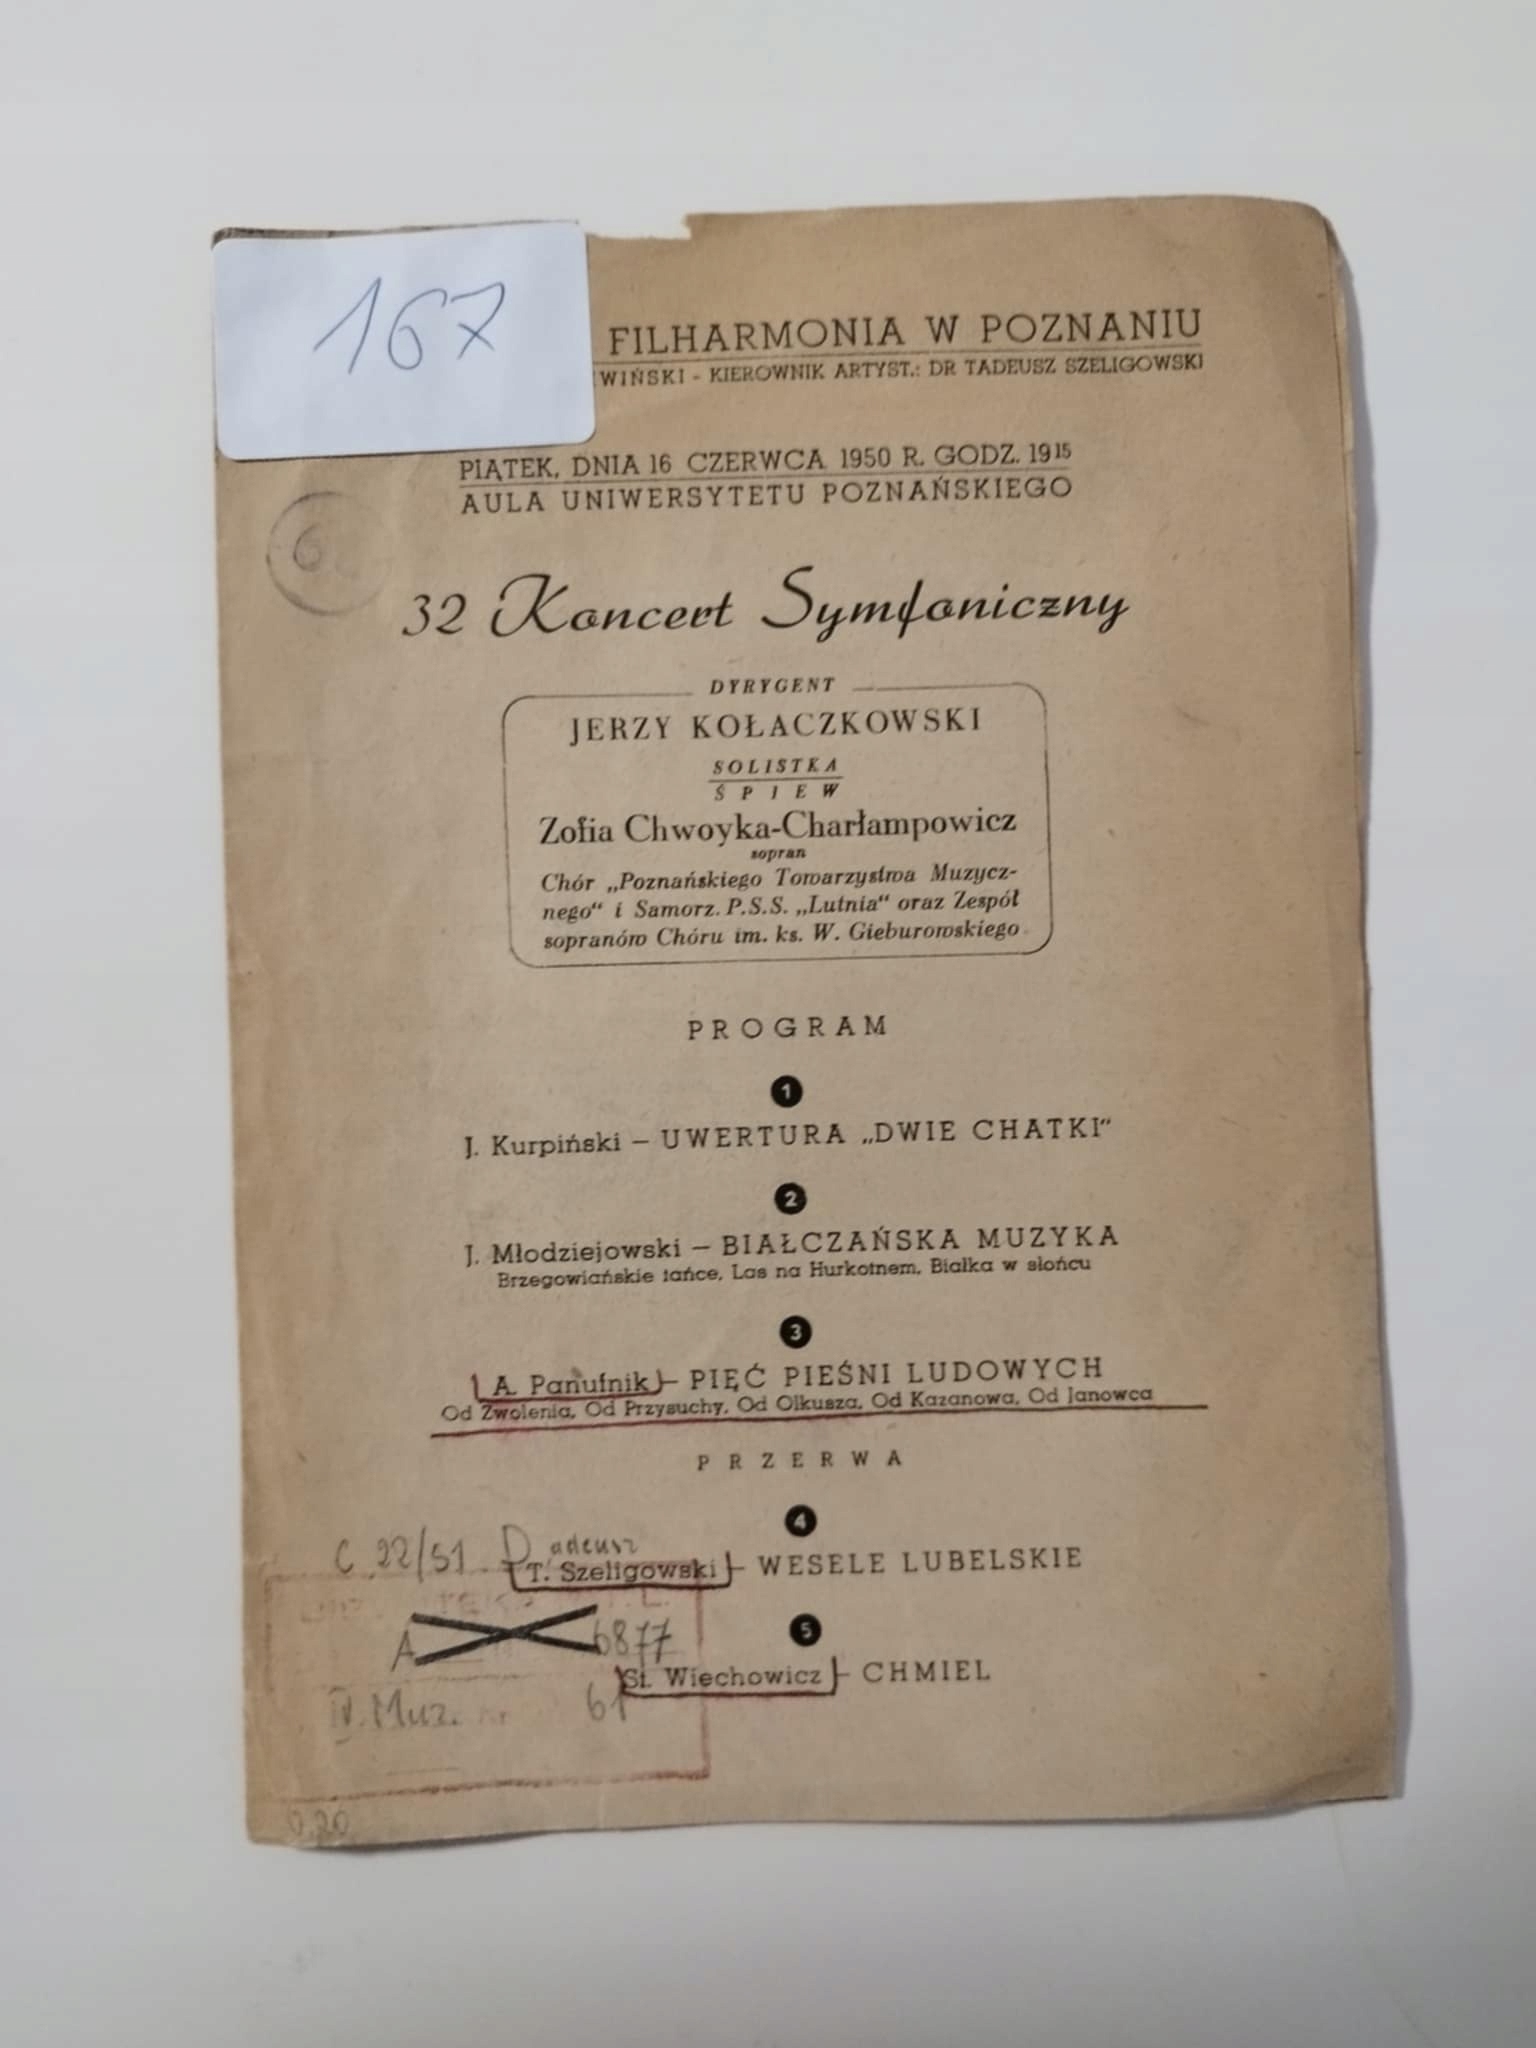 167
FILHARMONIA W POZNANIU
WIŃSKI - KIEROWNIK ARTYST.: DR TADEUSZ SZELIGOWSKI
PIĄTEK, DNIA 16 CZERWCA 1950 R. GODZ. 19¹⁵
AULA UNIWERSYTETU POZNAŃSKIEGO
6
32 Koncert Symfoniczny
DYRYGENT
JERZY KOŁACZKOWSKI
SOLISTKA
ŚPIEW
Zofia Chwoyka-Charłampowicz
sopran
Chór „Poznańskiego Towarzystwa Muzycz-
nego“ i Samorz. P.S.S. „Lutnia“ oraz Zespół
sopranów Chóru im. ks. W. Gieburowskiego
PROGRAM
1
J. Kurpiński – UWERTURA „DWIE CHATKI“
2
J. Młodziejowski – BIAŁCZAŃSKA MUZYKA
Brzegowiańskie tańce, Las na Hurkotnem, Białka w słońcu
3
A. Panufnik – PIĘĆ PIEŚNI LUDOWYCH
Od Zwolenia, Od Przysuchy, Od Olkusza, Od Kazanowa, Od Janowca
PRZERWA
4
C 22/51 adeusz
T. Szeligowski – WESELE LUBELSKIE
A 6877
5
St. Wiechowicz – CHMIEL
IV. Muz. 61
0,20